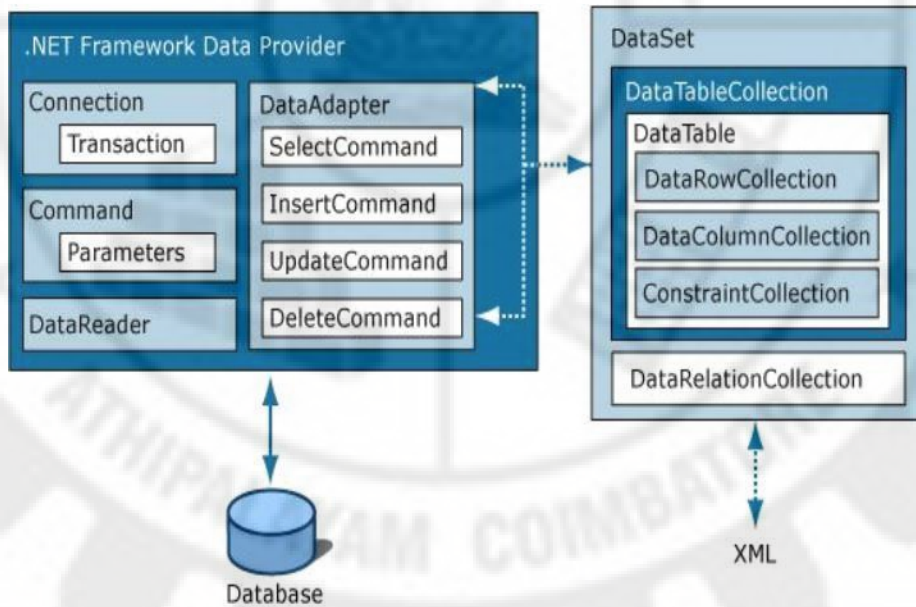 .NET Framework Data Provider
Connection
Transaction
Command
Parameters
DataReader
DataAdapter
SelectCommand
InsertCommand
UpdateCommand
DeleteCommand
DataSet
DataTableCollection
DataTable
DataRowCollection
DataColumnCollection
ConstraintCollection
DataRelationCollection
Database
XML
COIMBATORE